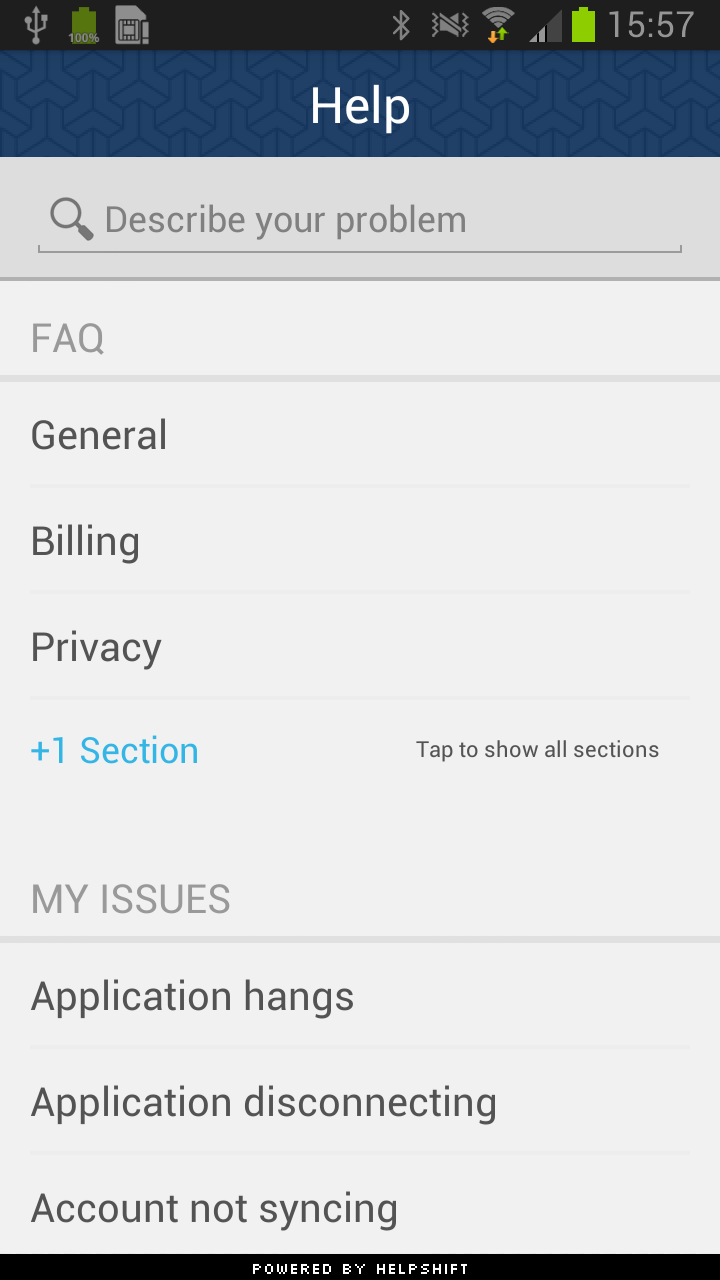 100%
15:57
Help
Describe your problem
FAQ
General
Billing
Privacy
+1 Section Tap to show all sections
MY ISSUES
Application hangs
Application disconnecting
Account not syncing
POWERED BY HELPSHIFT